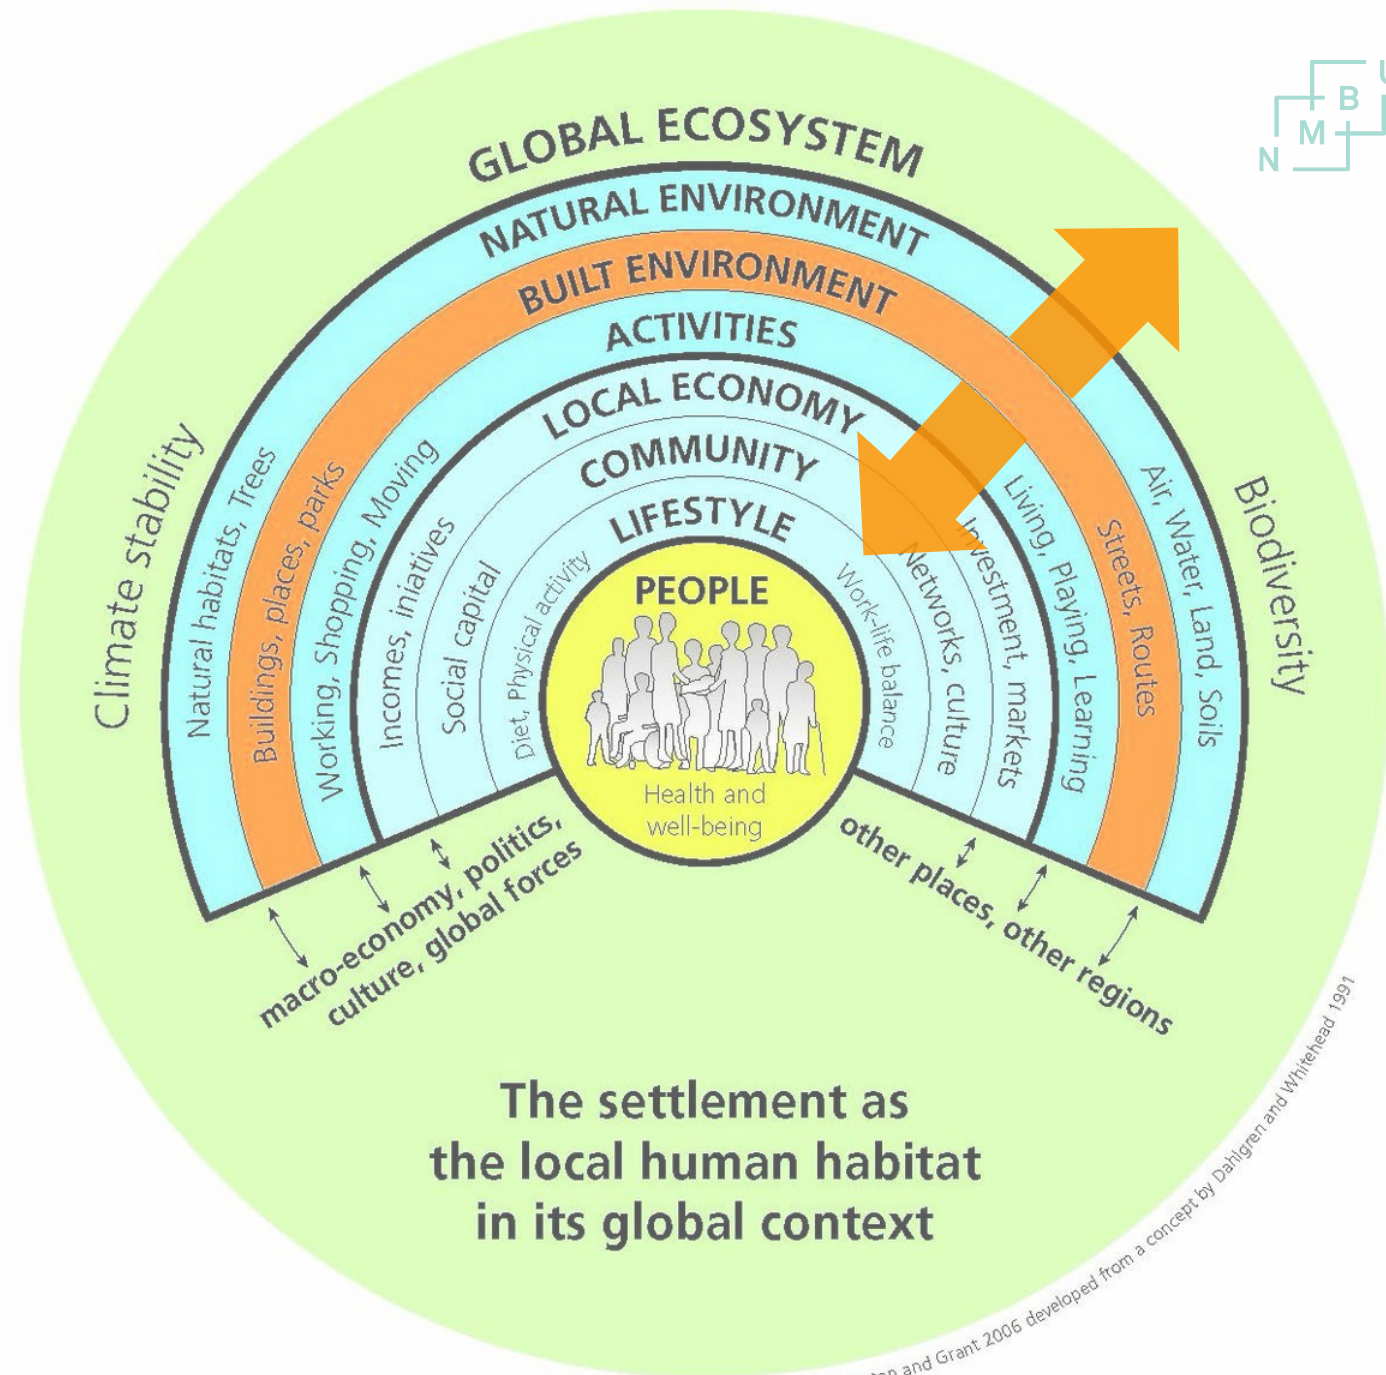 GLOBAL ECOSYSTEM
NATURAL ENVIRONMENT
BUILT ENVIRONMENT
ACTIVITIES
LOCAL ECONOMY
COMMUNITY
LIFESTYLE
PEOPLE
Health and
well-being
Climate stability
Natural habitats, Trees
Buildings, places, parks
Working, Shopping, Moving
Incomes, iniatives
Social capital
Diet, Physical activity
Work-life balance
Networks, culture
Investment, markets
Living, Playing, Learning
Streets, Routes
Air, Water, Land, Soils
Biodiversity
macro-economy, politics,
culture, global forces
other places, other regions
The settlement as
the local human habitat
in its global context
and Grant 2006 developed from a concept by Dahlgren and Whitehead 1991
N M B